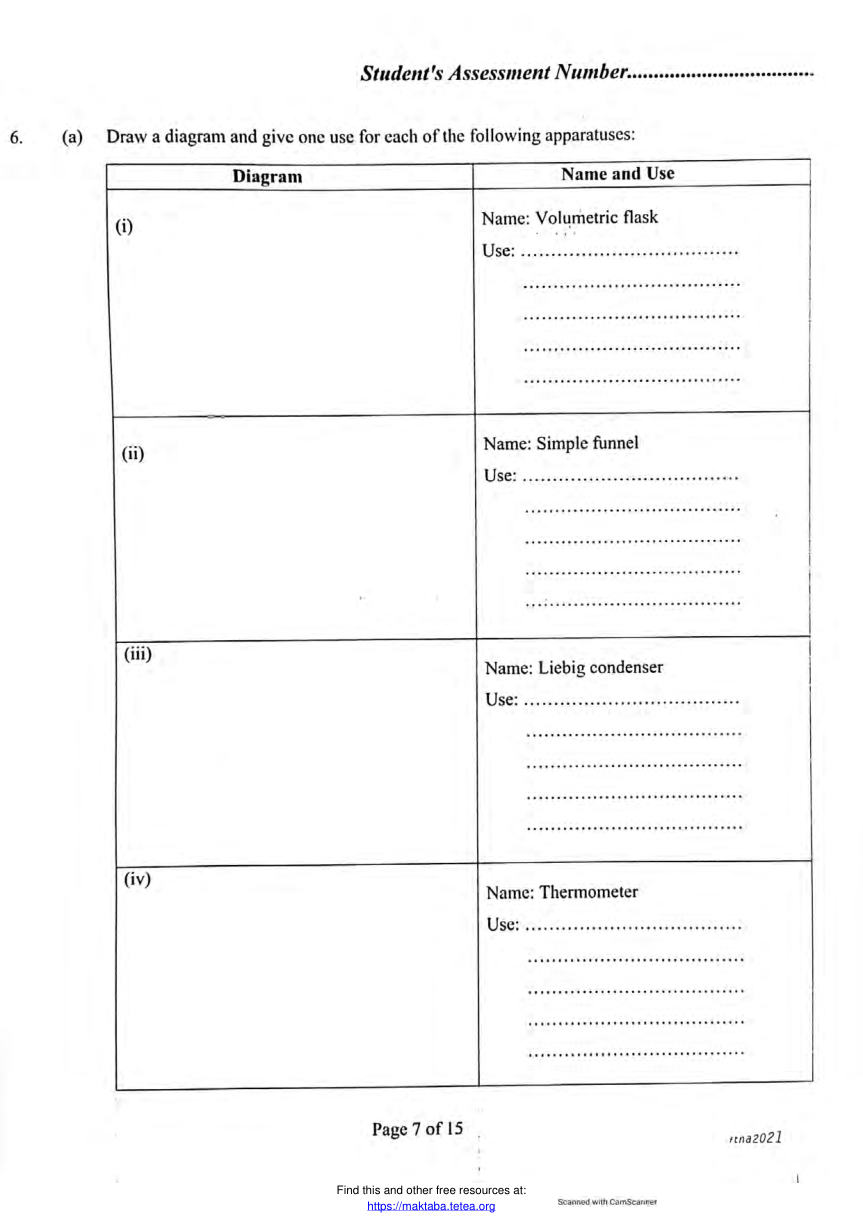 Student's Assessment Number....................................
6. (a) Draw a diagram and give one use for each of the following apparatuses:
Diagram
Name and Use
(i)
Name: Volumetric flask
Use: ...................................
...................................
...................................
...................................
...................................
(ii)
Name: Simple funnel
Use: ...................................
...................................
...................................
...................................
...................................
(iii)
Name: Liebig condenser
Use: ...................................
...................................
...................................
...................................
...................................
(iv)
Name: Thermometer
Use: ...................................
...................................
...................................
...................................
...................................
Page 7 of 15
ftna2021
Find this and other free resources at:
https://maktaba.tetea.org
Scanned with CamScanner